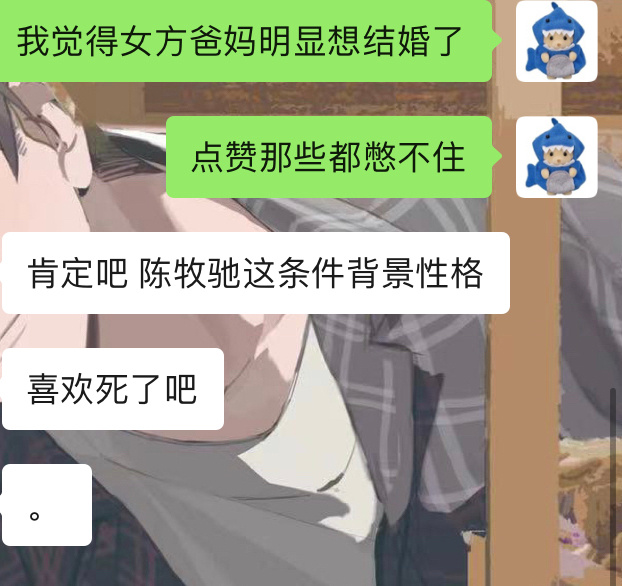 我觉得女方爸妈明显想结婚了
点赞那些都憋不住
肯定吧 陈牧驰这条件背景性格
喜欢死了吧
。